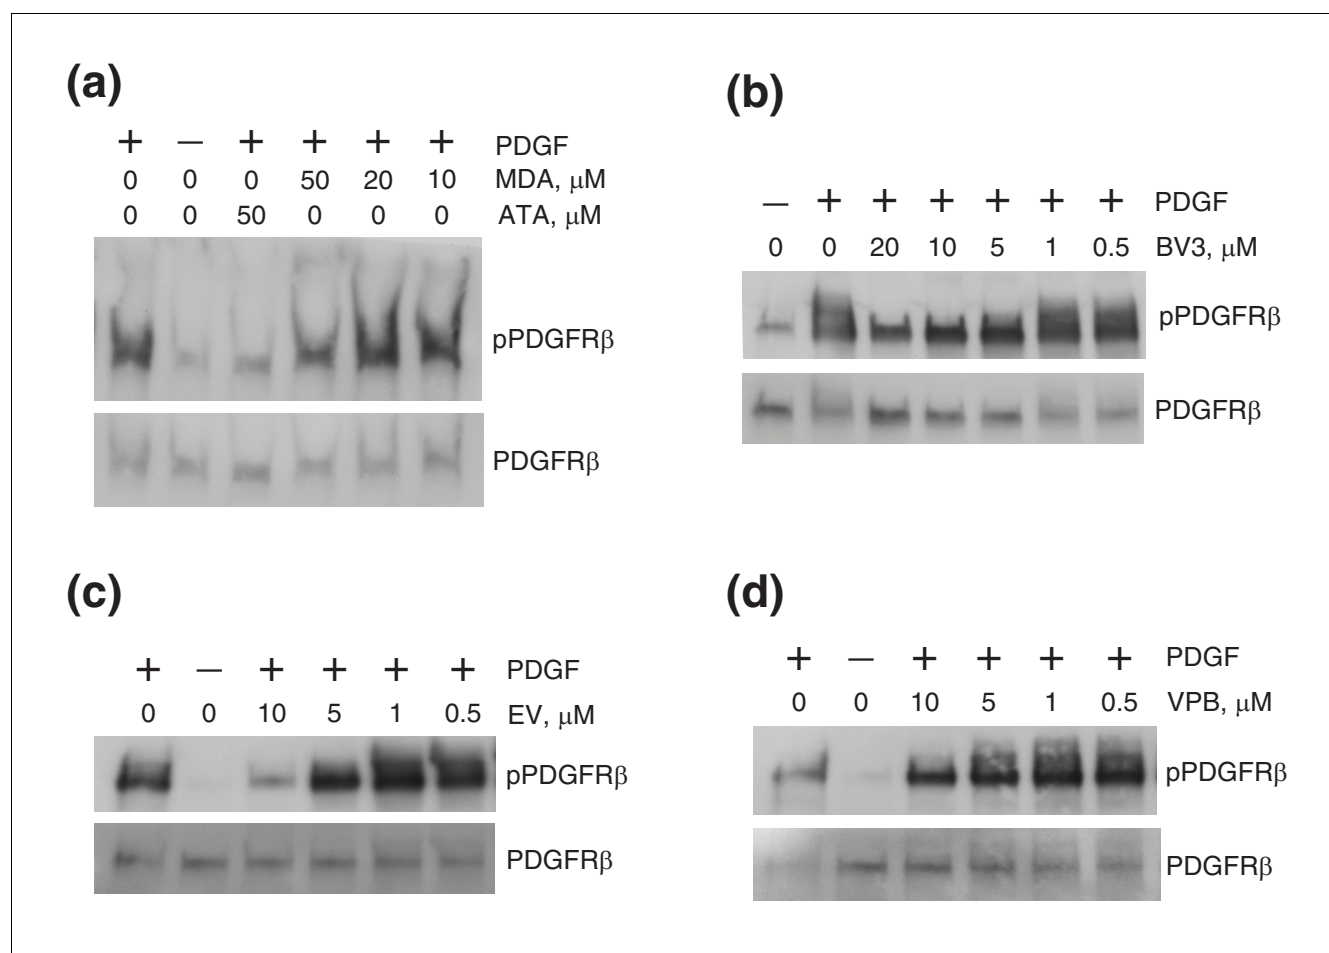 (a)
+ − + + + + PDGF
0 0 0 50 20 10 MDA, μM
0 0 50 0 0 0 ATA, μM
pPDGFRβ
PDGFRβ
(b)
− + + + + + + PDGF
0 0 20 10 5 1 0.5 BV3, μM
pPDGFRβ
PDGFRβ
(c)
+ − + + + + PDGF
0 0 10 5 1 0.5 EV, μM
pPDGFRβ
PDGFRβ
(d)
+ − + + + + PDGF
0 0 10 5 1 0.5 VPB, μM
pPDGFRβ
PDGFRβ